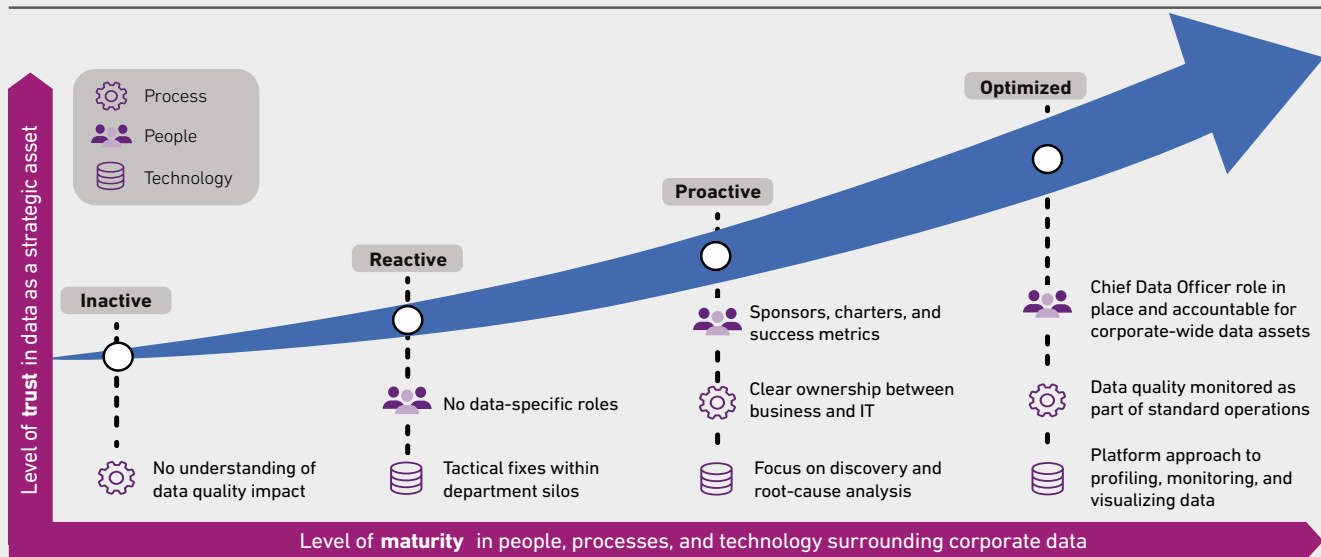 Level of trust in data as a strategic asset
Process
People
Technology
Inactive
No understanding of
data quality impact
Reactive
No data-specific roles
Tactical fixes within
department silos
Proactive
Sponsors, charters, and
success metrics
Clear ownership between
business and IT
Focus on discovery and
root-cause analysis
Optimized
Chief Data Officer role in
place and accountable for
corporate-wide data assets
Data quality monitored as
part of standard operations
Platform approach to
profiling, monitoring, and
visualizing data
Level of maturity in people, processes, and technology surrounding corporate data